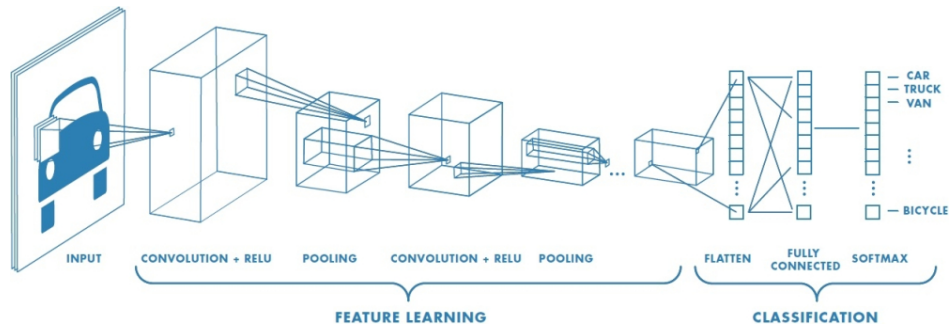 CAR
TRUCK
VAN
BICYCLE
INPUT
CONVOLUTION + RELU
POOLING
CONVOLUTION + RELU
POOLING
FLATTEN
FULLY
CONNECTED
SOFTMAX
FEATURE LEARNING
CLASSIFICATION